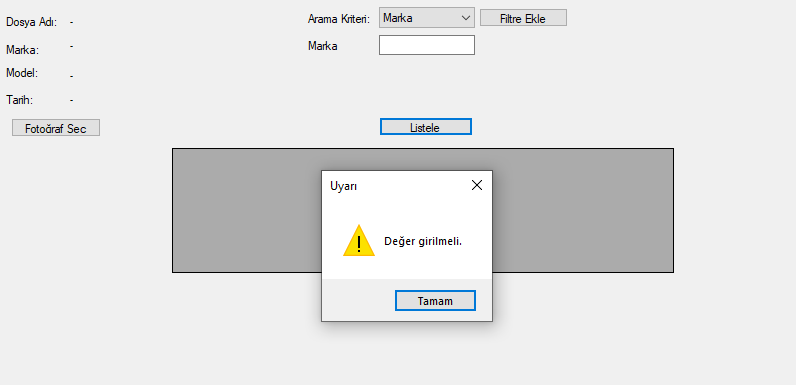 Dosya Adı: -
Marka: -
Model: -
Tarih: -
Fotoğraf Sec
Arama Kriteri: Marka Filtre Ekle
Marka
Listele
Uyarı
Değer girilmeli.
Tamam